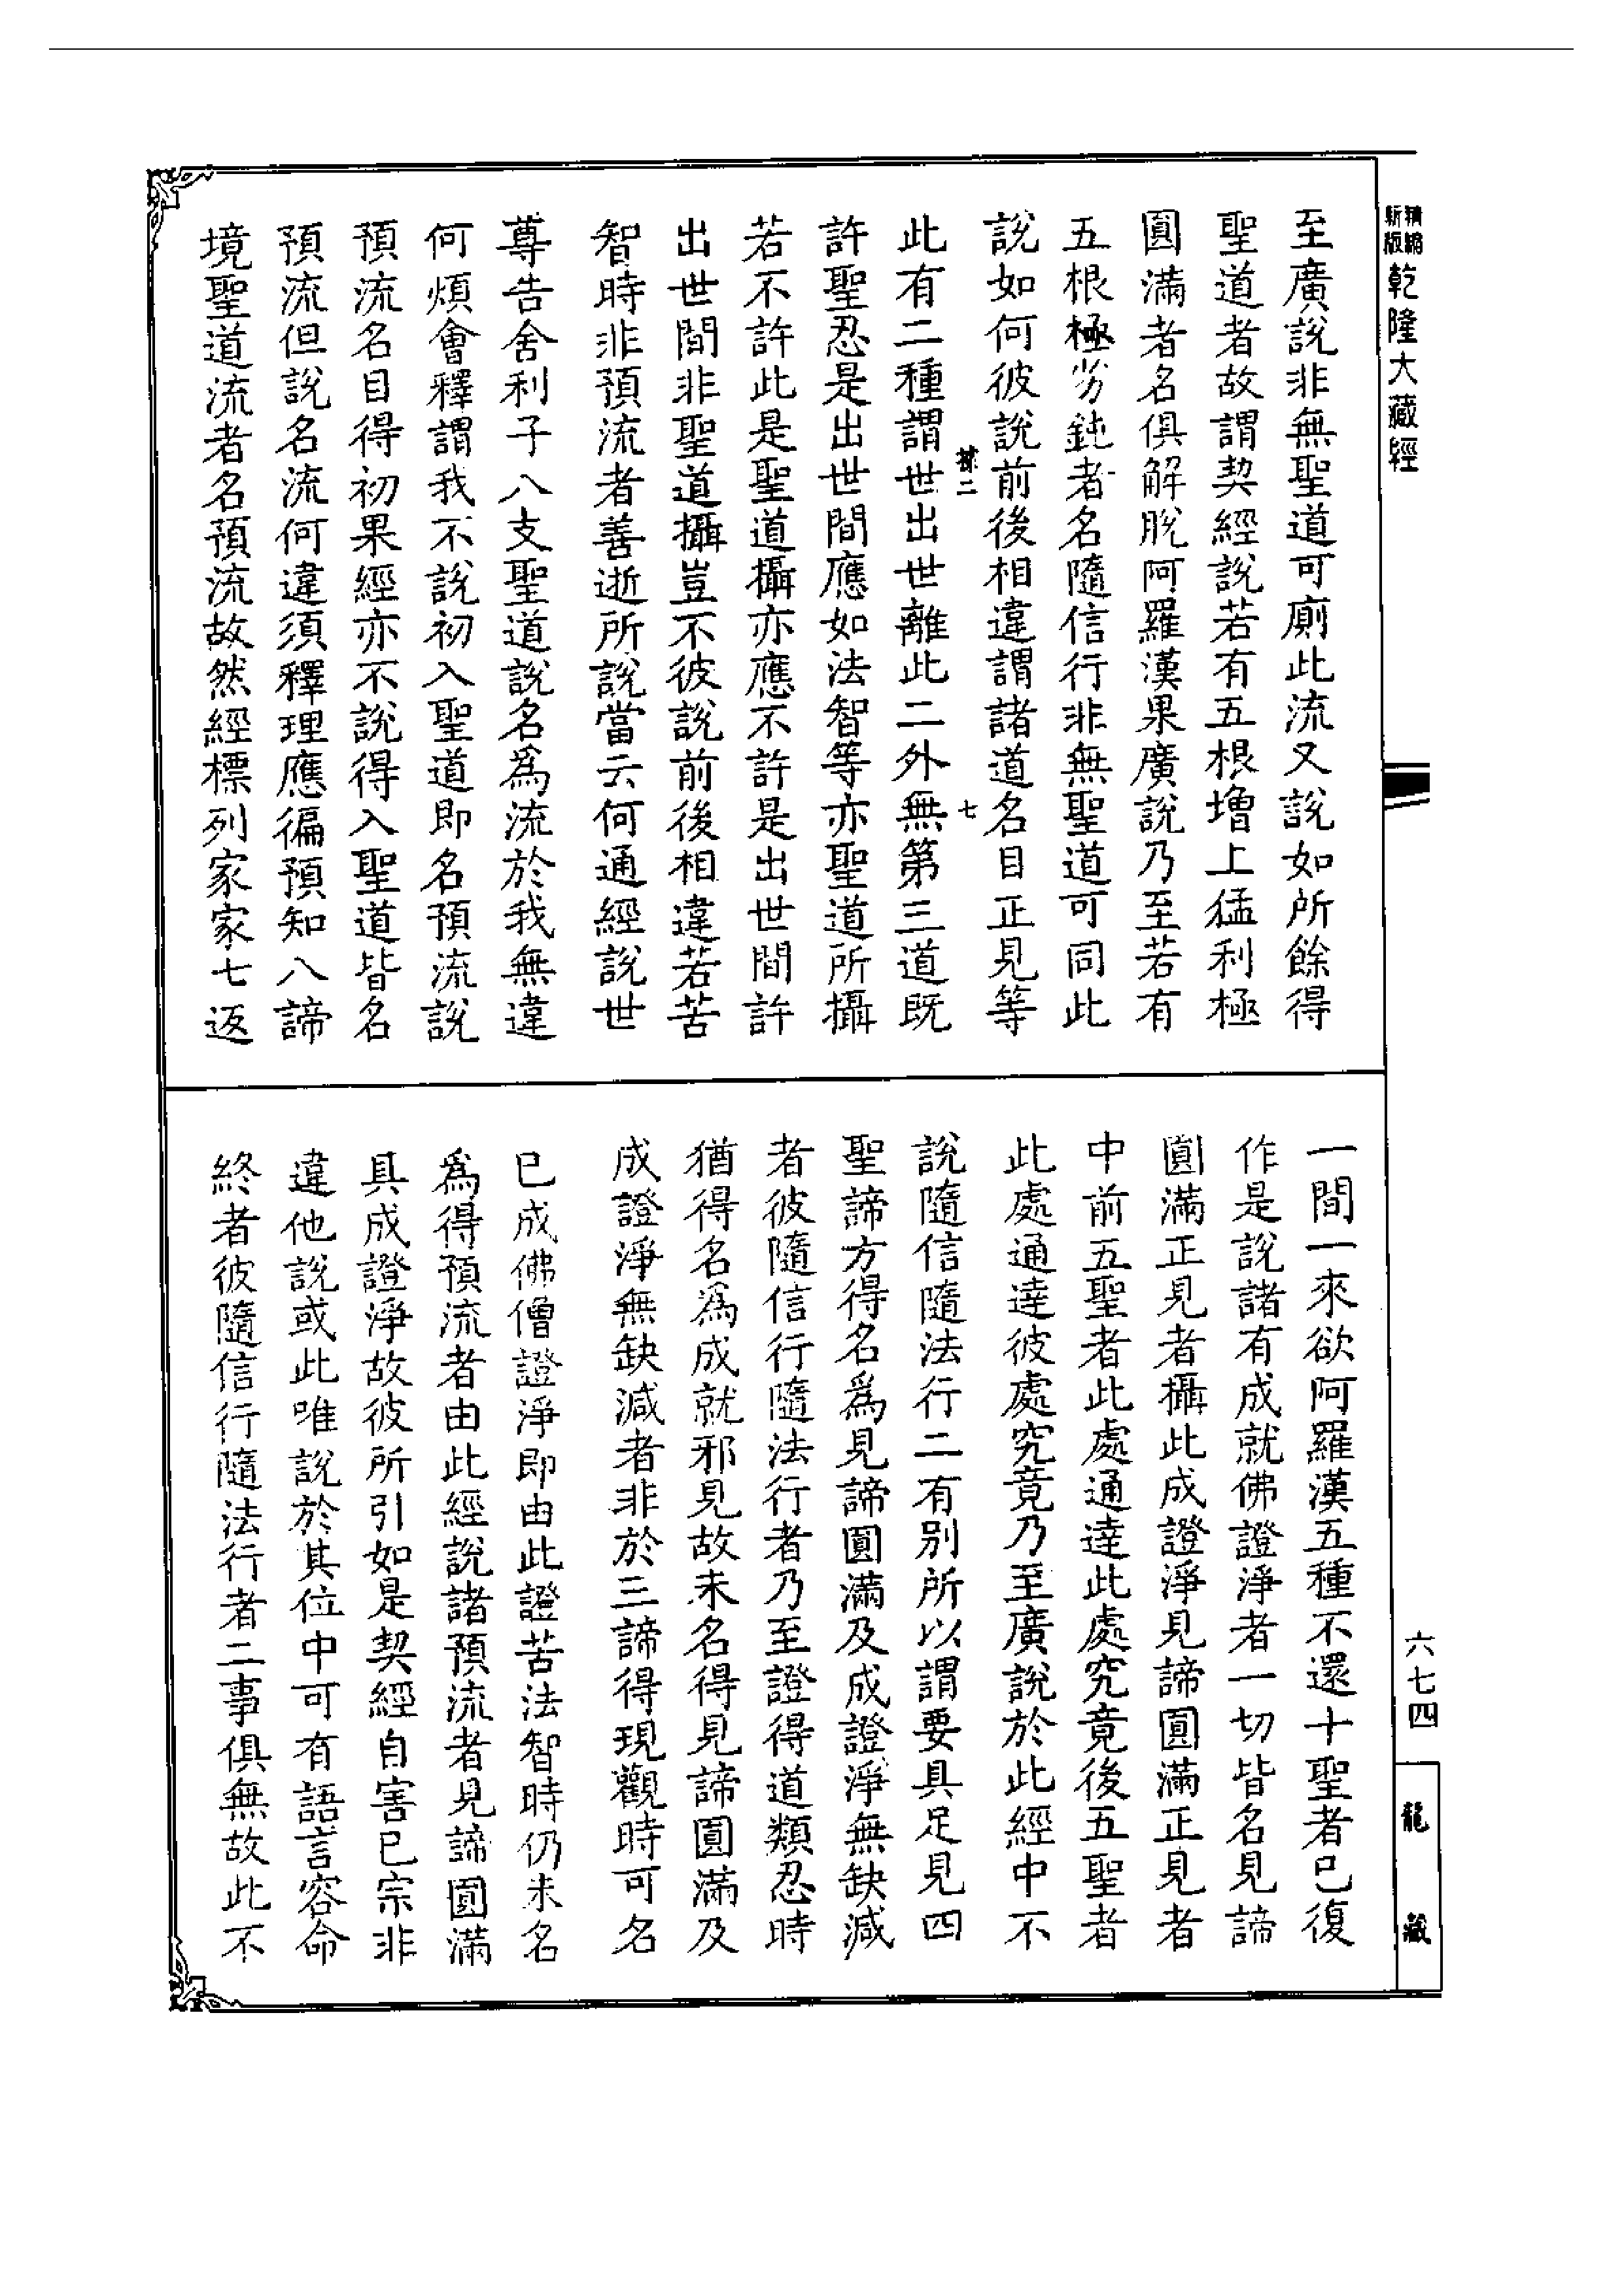 精縮
新版
乾隆大藏經
至廣說非無聖道可廁此流又說如所餘得
聖道者故謂契經說若有五根增上猛利極
圓滿者名俱解脫阿羅漢果廣說乃至若有
五根極劣鈍者名隨信行非無聖道可同此
說如何彼說前後相違謂諸道名目正見等
二
七
此有二種謂世出世離此二外無第三道既
許聖忍是出世間應如法智等亦聖道所攝
若不許此是聖道攝亦應不許是出世間許
出世間非聖道攝豈不彼說前後相違若苦
智時非預流者善逝所說當云何通經說世
尊告舍利子八支聖道說名為流於我無違
何煩會釋謂我不說初入聖道即名預流說
預流名目得初果經亦不說得入聖道皆名
預流但說名流何違須釋理應徧預知八諦
境聖道流者名預流故然經標列家家七返
一間一來欲阿羅漢五種不還十聖者已復
作是說諸有成就佛證淨者一切皆名見諦
圓滿正見者攝此成證淨見諦圓滿正見者
中前五聖者此處通達此處究竟後五聖者
此處通達彼處究竟乃至廣說於此經中不
說隨信隨法行二有別所以謂要具足見四
聖諦方得名為見諦圓滿及成證淨無缺減
者彼隨信行隨法行者乃至證得道類忍時
猶得名為成就邪見故未名得見諦圓滿及
成證淨無缺減者非於三諦得現觀時可名
已成佛僧證淨即由此證苦法智時仍未名
為得預流者由此經說諸預流者見諦圓滿
具成證淨故彼所引如是契經自害已宗非
違他說或此唯說於其位中可有語言容命
終者彼隨信行隨法行者二事俱無故此不
六七四
龍藏